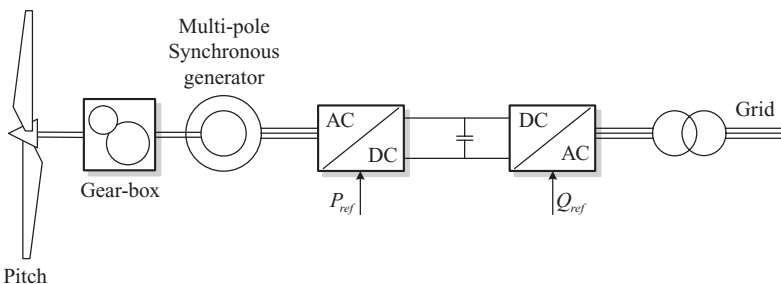 Multi-pole
Synchronous
generator
Grid
AC
DC
DC
AC
Gear-box
P_ref
Q_ref
Pitch